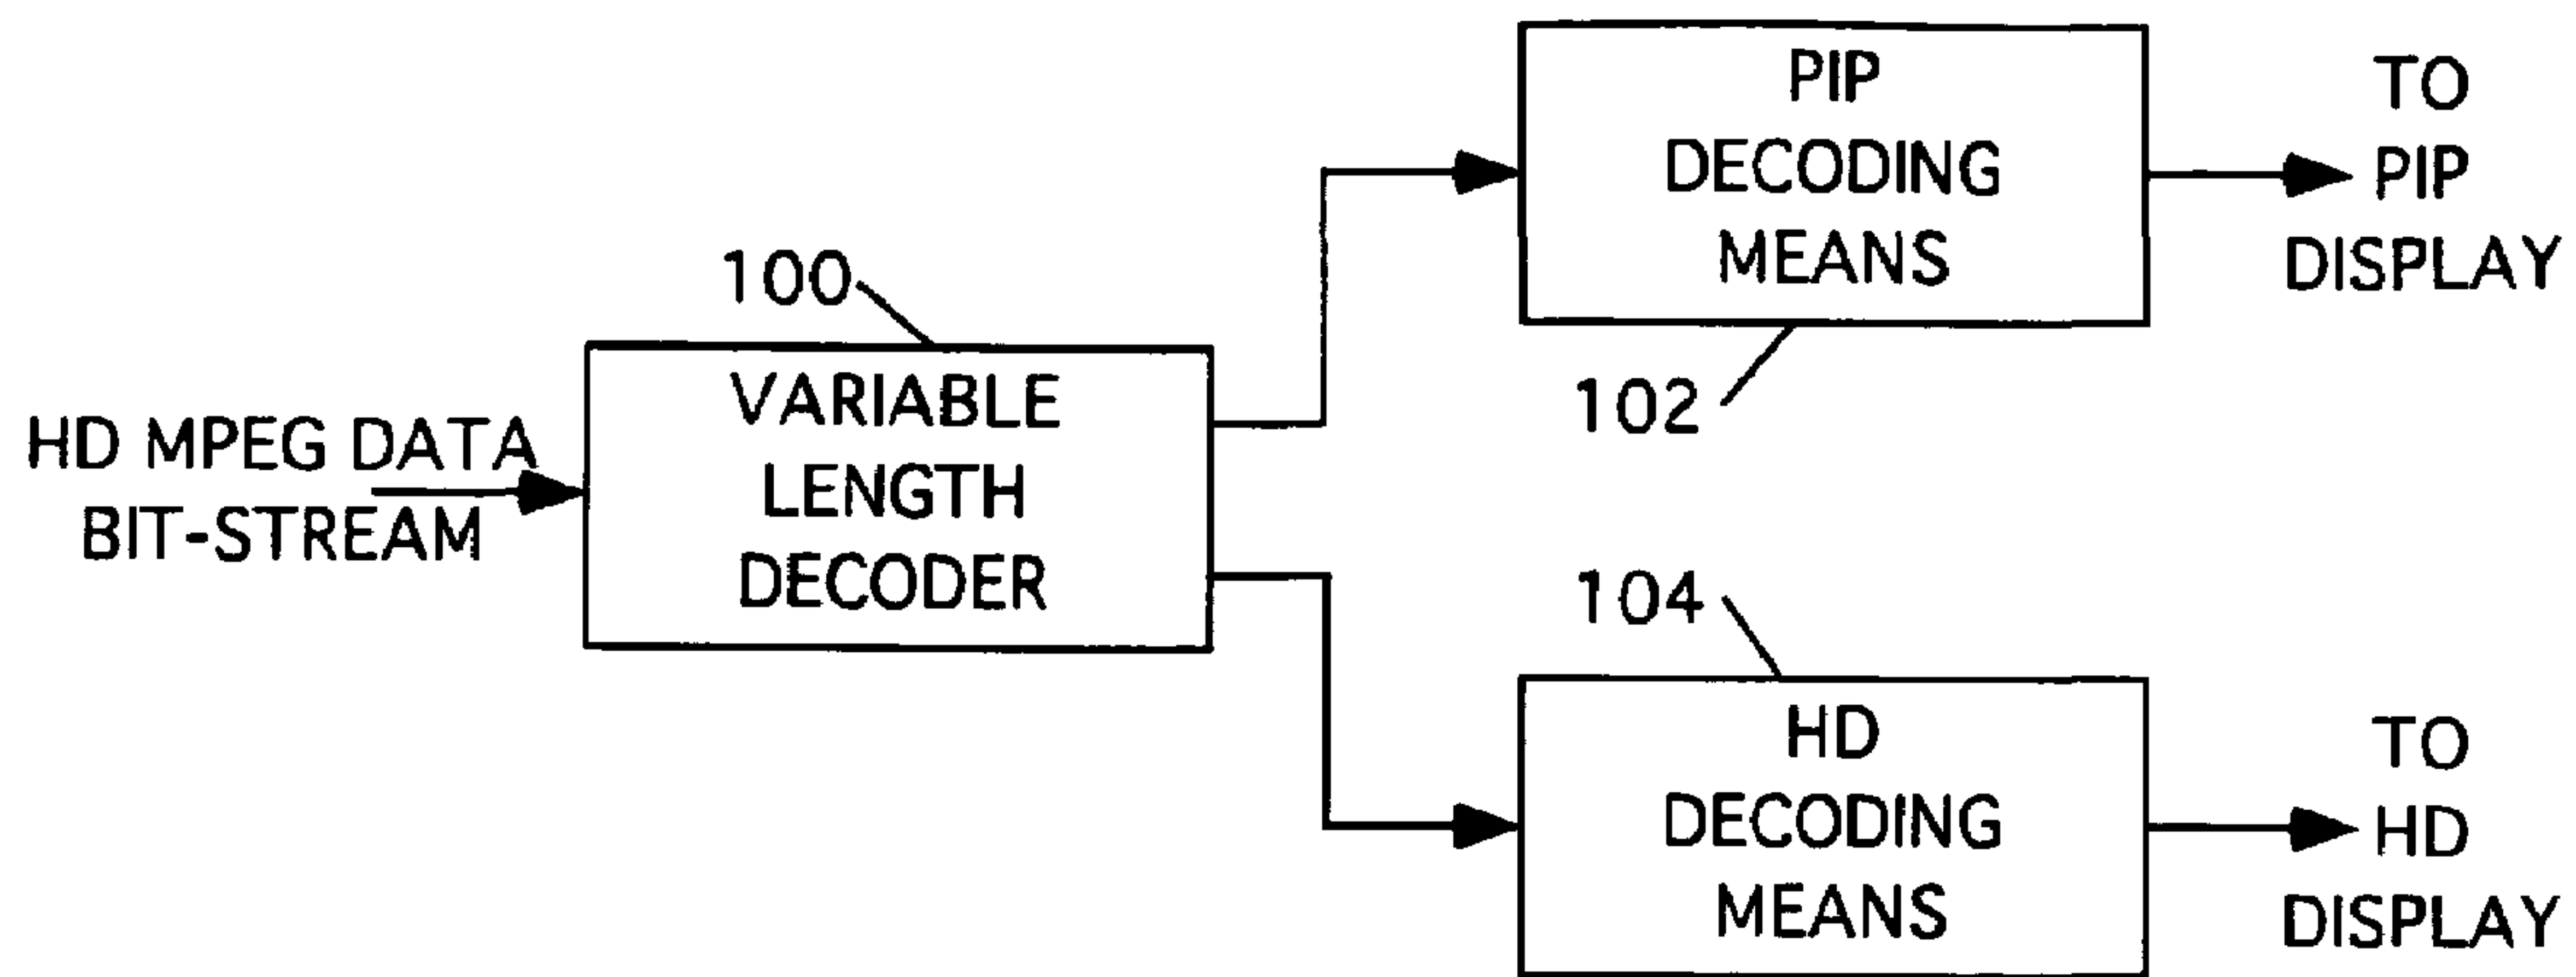 HD MPEG DATA
BIT-STREAM
100
VARIABLE
LENGTH
DECODER
PIP
DECODING
MEANS
102
TO
PIP
DISPLAY
104
HD
DECODING
MEANS
TO
HD
DISPLAY